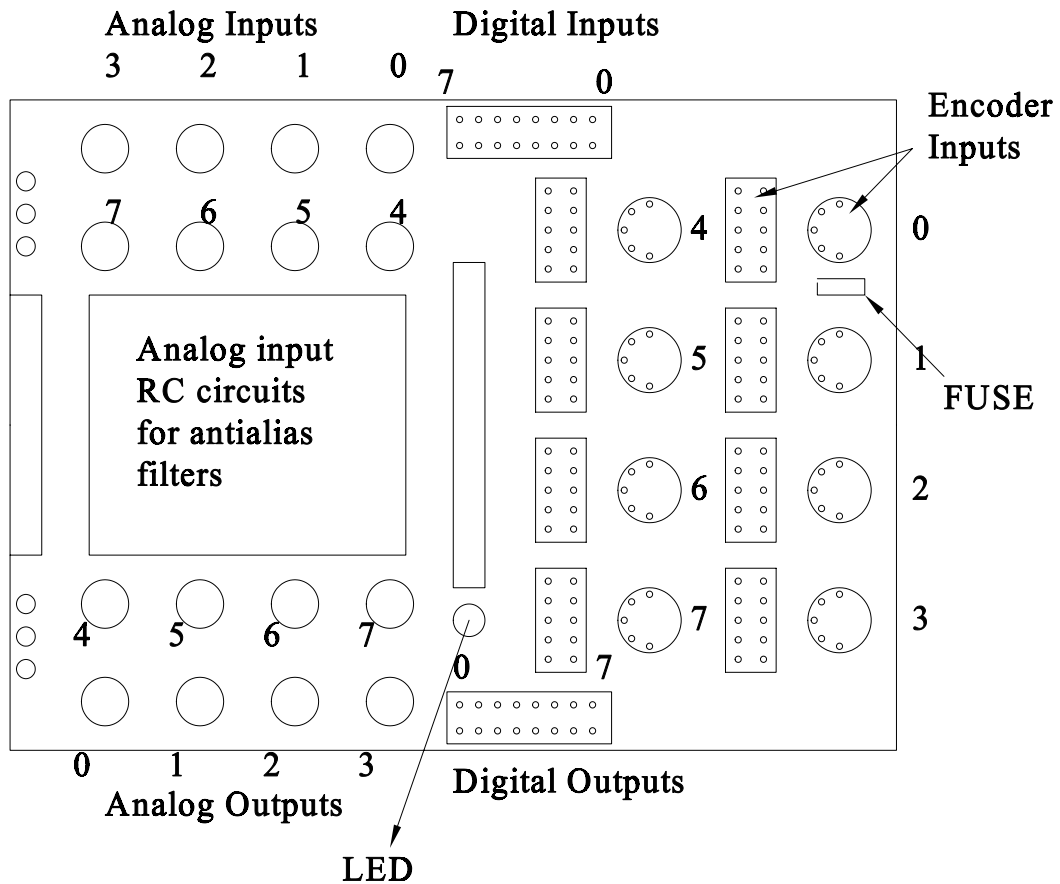 Analog Inputs
Digital Inputs
3 2 1 0
7 0
Encoder
Inputs
7 6 5 4
4 0
Analog input
RC circuits
for antialias
filters
5 1
FUSE
6 2
4 5 6 7
7 3
0 7
0 1 2 3
Analog Outputs
Digital Outputs
LED